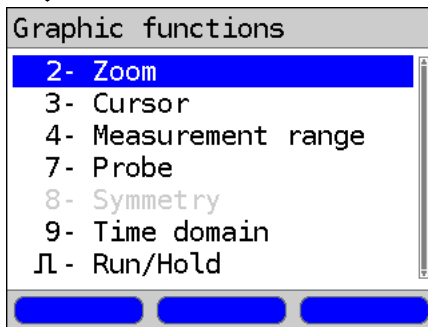 Graphic functions
2- Zoom
3- Cursor
4- Measurement range
7- Probe
8- Symmetry
9- Time domain
⎍- Run/Hold